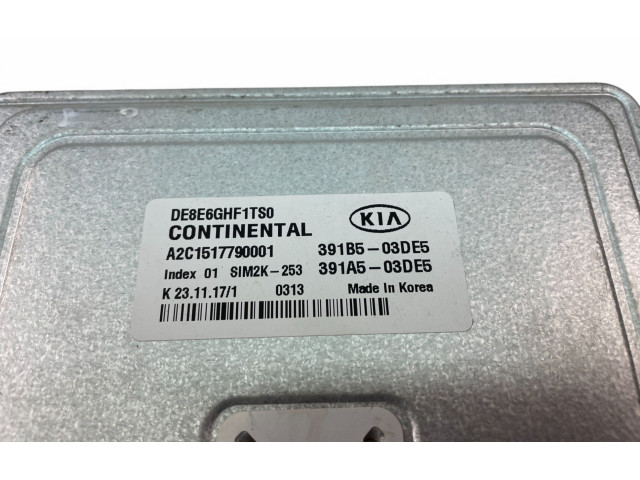 DE8E6GHF1TS0
CONTINENTAL KIA
A2C1517790001 391B5-03DE5
Index 01 SIM2K-253 391A5-03DE5
K 23.11.17/1 0313 Made In Korea